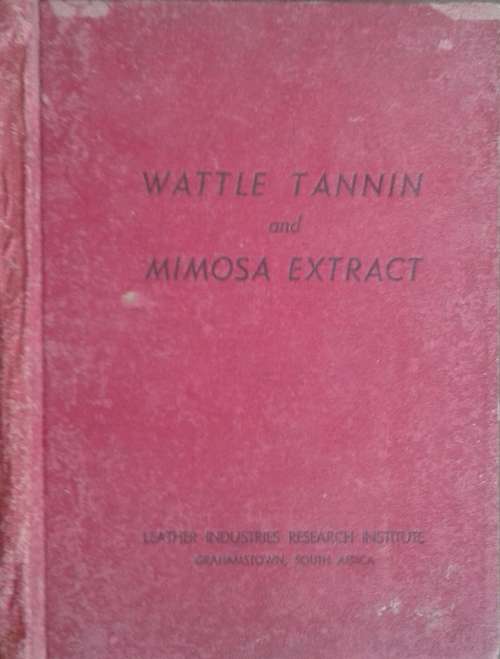 WATTLE TANNIN
and
MIMOSA EXTRACT
LEATHER INDUSTRIES RESEARCH INSTITUTE
GRAHAMSTOWN, SOUTH AFRICA